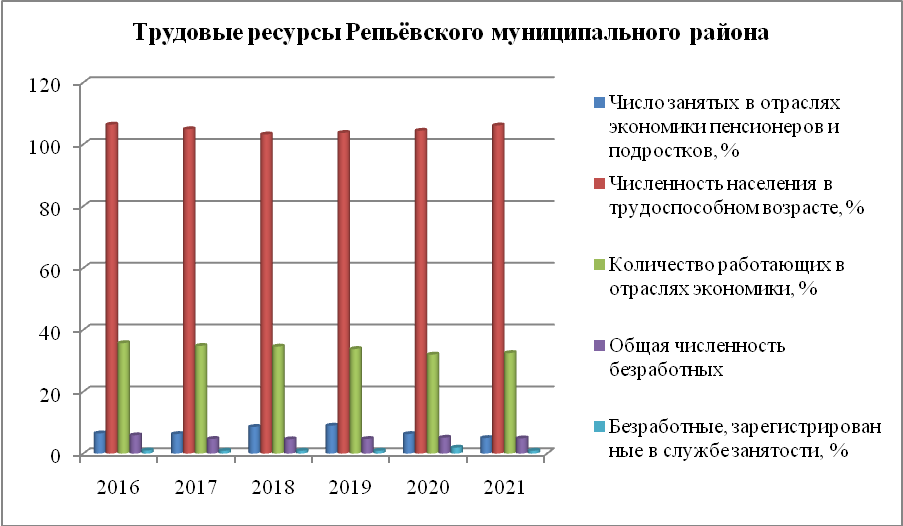 Трудовые ресурсы Репьёвского муниципального района
120
100
80
60
40
20
0
2016 2017 2018 2019 2020 2021
Число занятых в отраслях
экономики пенсионеров и
подростков, %
Численность населения в
трудоспособном возрасте, %
Количество работающих в
отраслях экономики, %
Общая численность
безработных
Безработные, зарегистрирован
ные в службе занятости, %